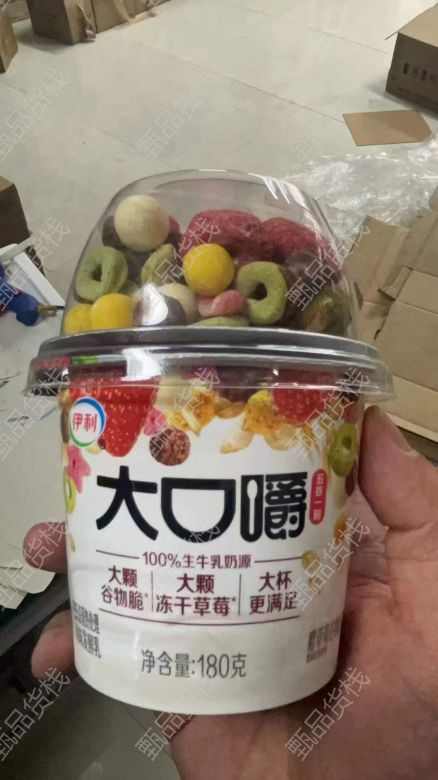 伊利
大口嚼
五谷一刻
100%生牛乳奶源
大颗 大颗 大杯
谷物脆* 冻干草莓* 更满足
净含量:180克
甄品货栈